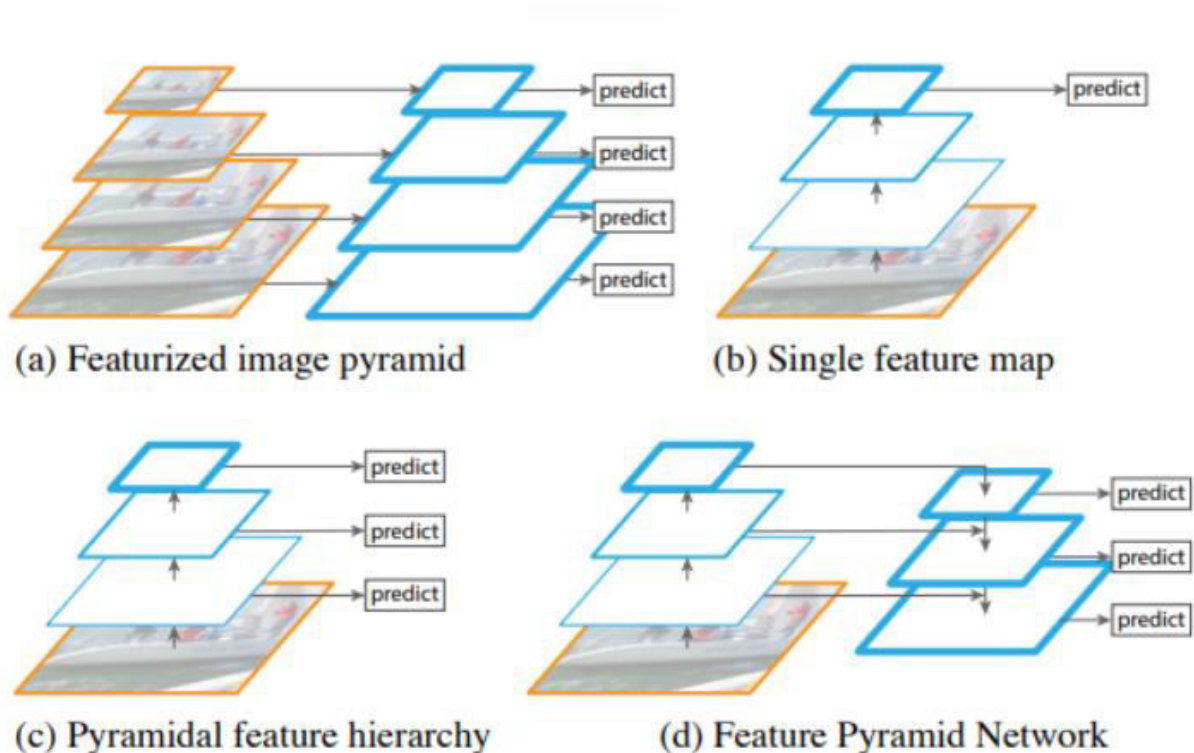 predict
predict
predict
predict
(a) Featurized image pyramid
predict
(b) Single feature map
predict
predict
predict
(c) Pyramidal feature hierarchy
predict
predict
predict
(d) Feature Pyramid Network